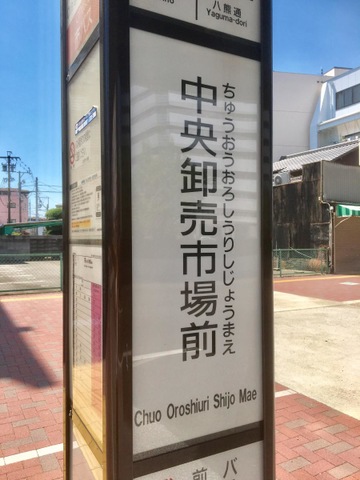 八熊通
Yaguma-dori
中央卸売市場前
ちゅうおうおろしうりしじょうまえ
Chuo Oroshiuri Shijo Mae